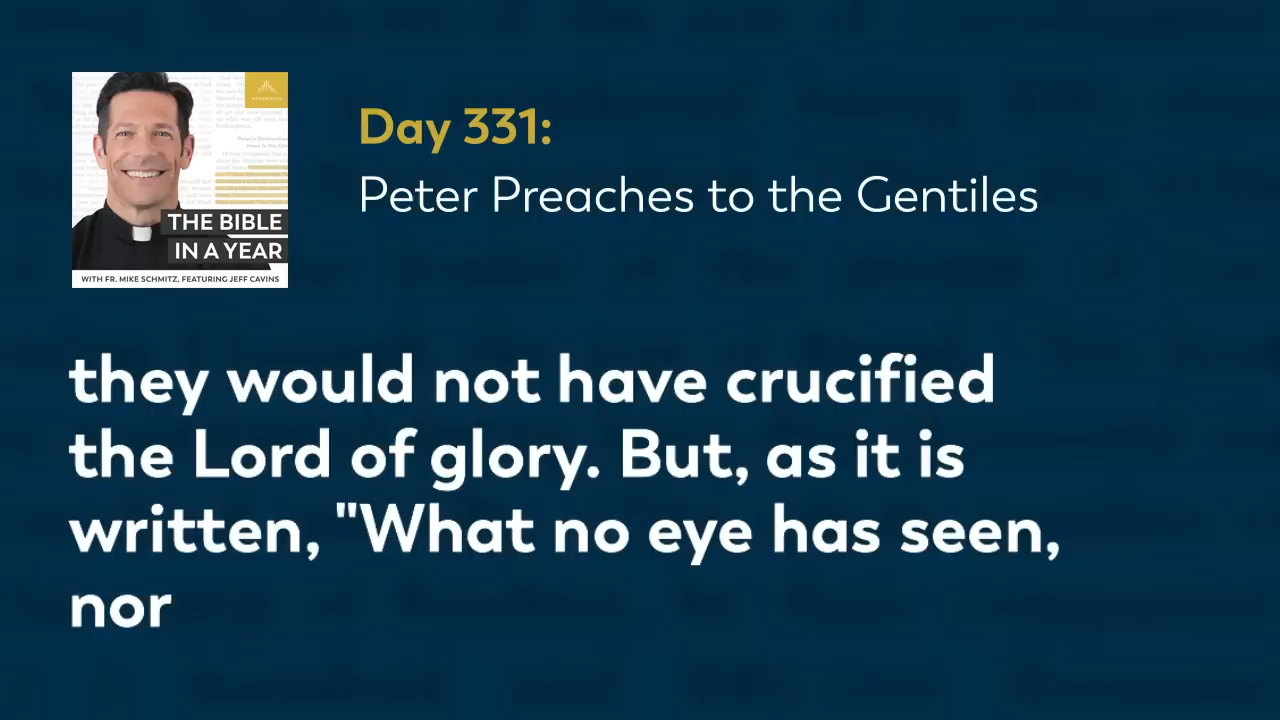 Day 331:
Peter Preaches to the Gentiles
THE BIBLE
IN A YEAR
WITH FR. MIKE SCHMITZ, FEATURING JEFF CAVINS
they would not have crucified
the Lord of glory. But, as it is
written, "What no eye has seen,
nor